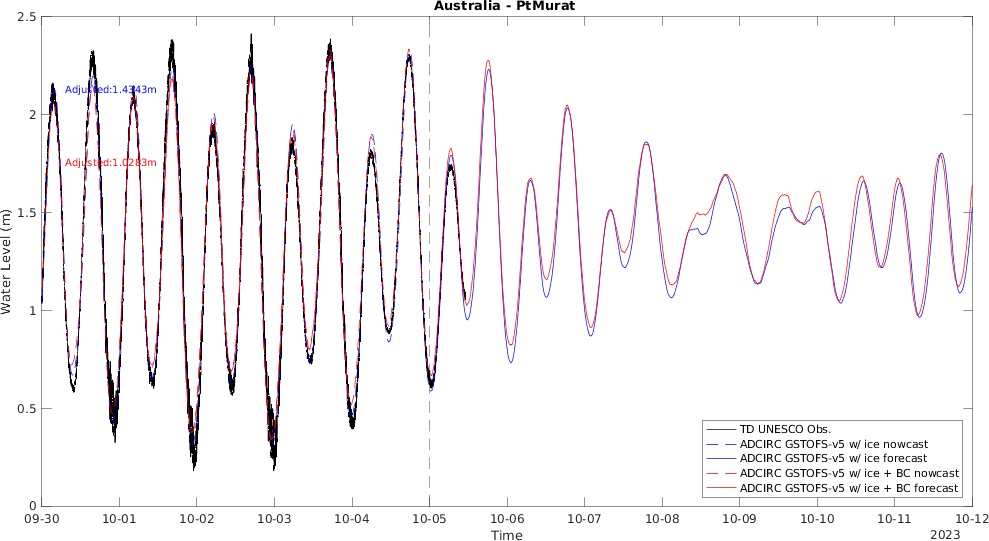 Australia - PtMurat
2.5
2
1.5
1
0.5
0
Water Level (m)
Adjusted:1.4343m
Adjusted:1.0283m
TD UNESCO Obs.
ADCIRC GSTOFS-v5 w/ ice nowcast
ADCIRC GSTOFS-v5 w/ ice forecast
ADCIRC GSTOFS-v5 w/ ice + BC nowcast
ADCIRC GSTOFS-v5 w/ ice + BC forecast
09-30 10-01 10-02 10-03 10-04 10-05 10-06 10-07 10-08 10-09 10-10 10-11 10-12
Time
2023